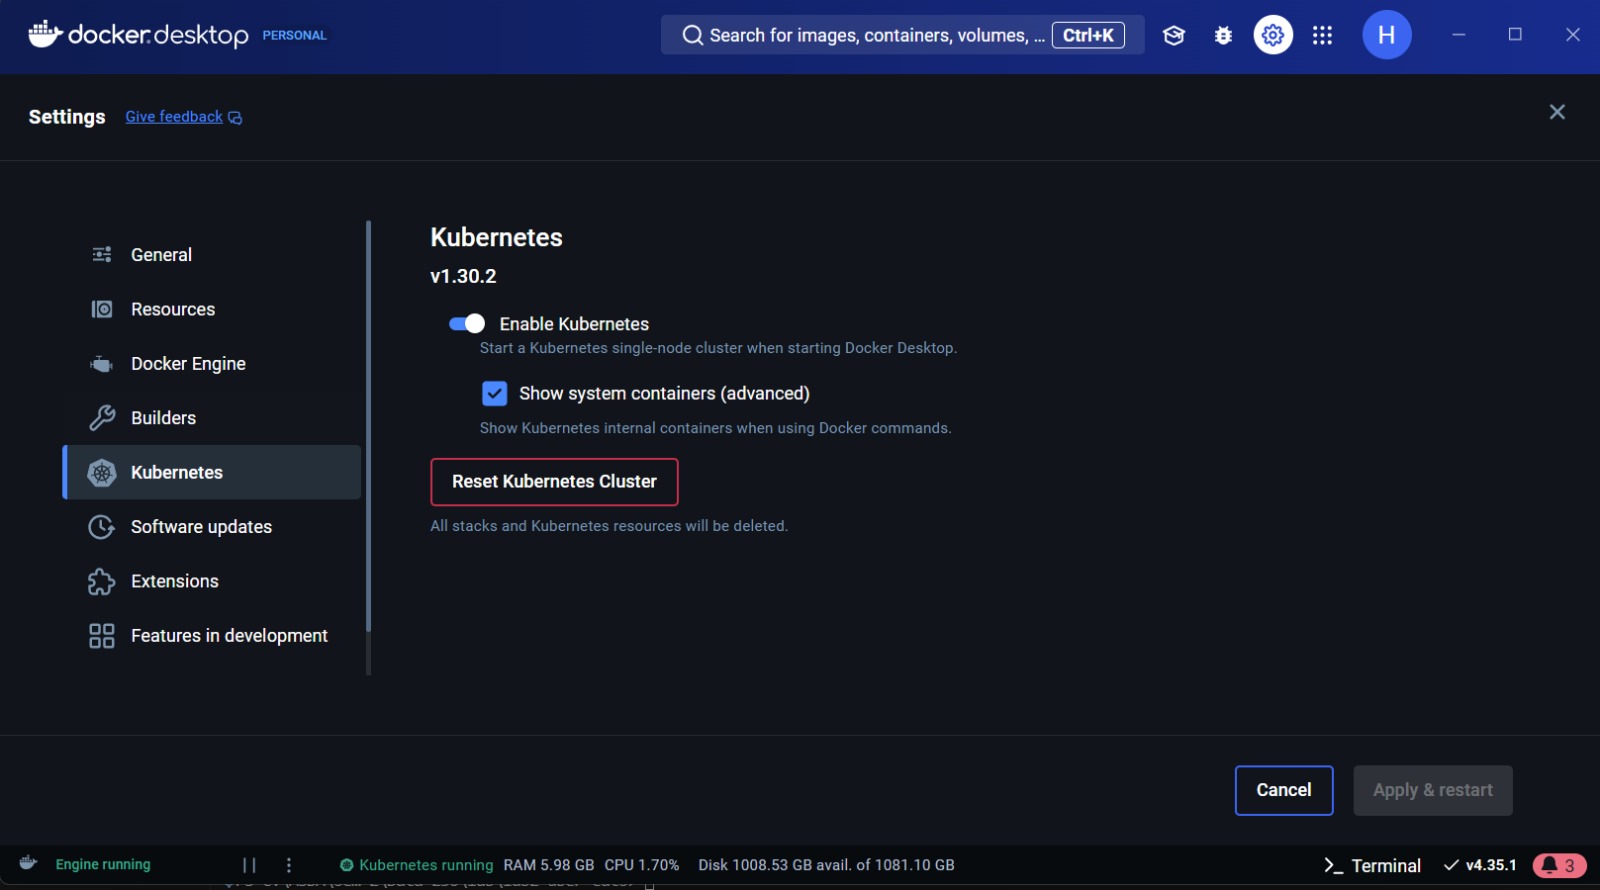 docker.desktop PERSONAL
Search for images, containers, volumes, ... Ctrl+K
H
Settings Give feedback
General
Resources
Docker Engine
Builders
Kubernetes
Software updates
Extensions
Features in development
Kubernetes
v1.30.2
Enable Kubernetes
Start a Kubernetes single-node cluster when starting Docker Desktop.
Show system containers (advanced)
Show Kubernetes internal containers when using Docker commands.
Reset Kubernetes Cluster
All stacks and Kubernetes resources will be deleted.
Cancel Apply & restart
Engine running Kubernetes running RAM 5.98 GB CPU 1.70% Disk 1008.53 GB avail. of 1081.10 GB Terminal v4.35.1 3